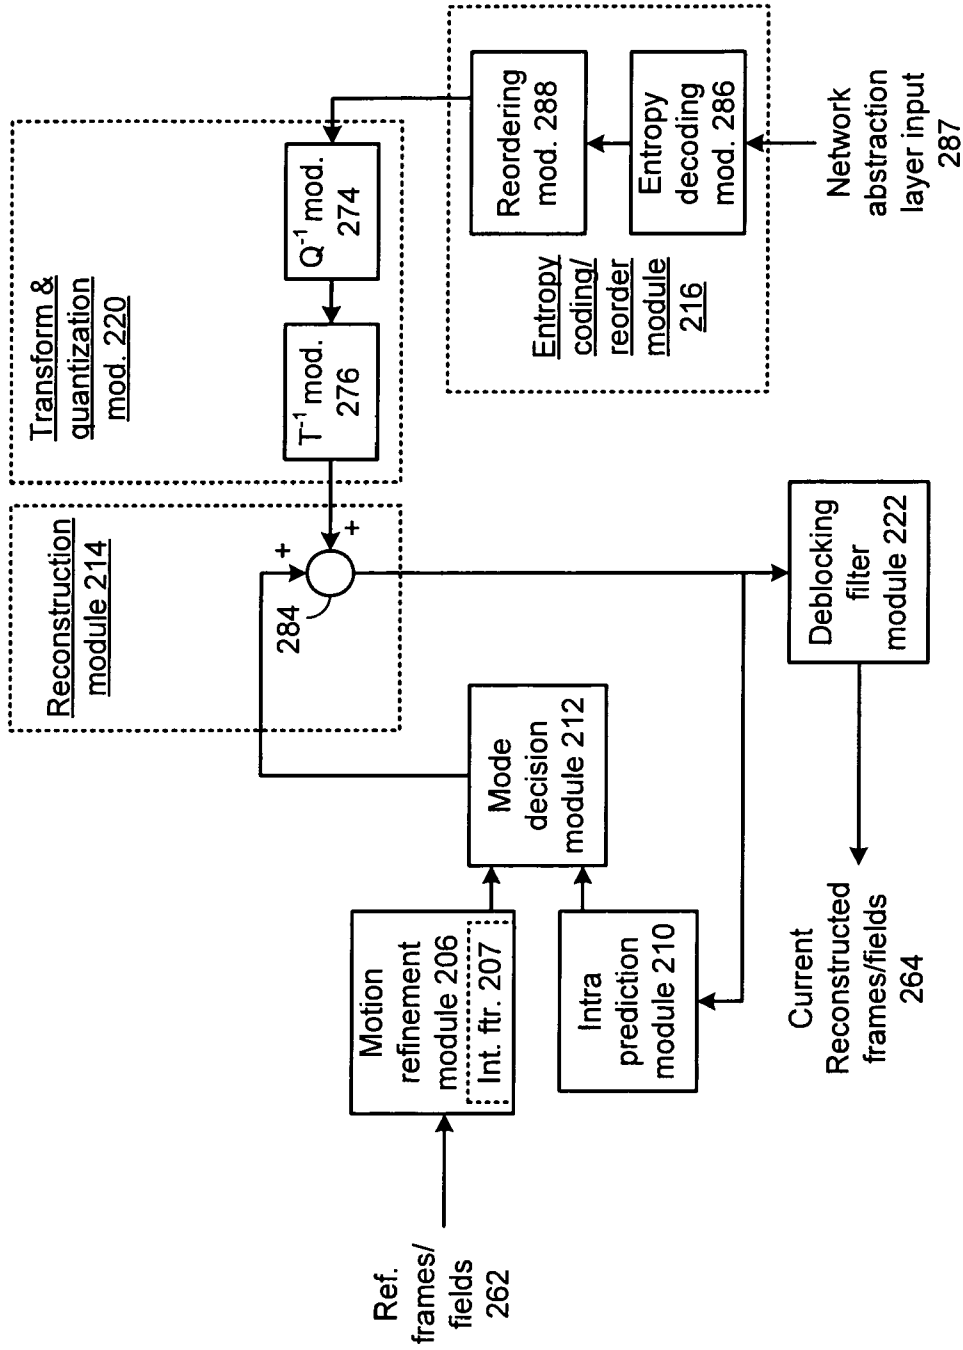 Ref.
frames/
fields
262
Motion
refinement
module 206
Int. ftr. 207
Intra
prediction
module 210
Mode
decision
module 212
Reconstruction
module 214
284
+
+
Transform &
quantization
mod. 220
T-1 mod.
276
Q-1 mod.
274
Entropy
coding/
reorder
module
216
Reordering
mod. 288
Entropy
decoding
mod. 286
Network
abstraction
layer input
287
Deblocking
filter
module 222
Current
Reconstructed
frames/fields
264